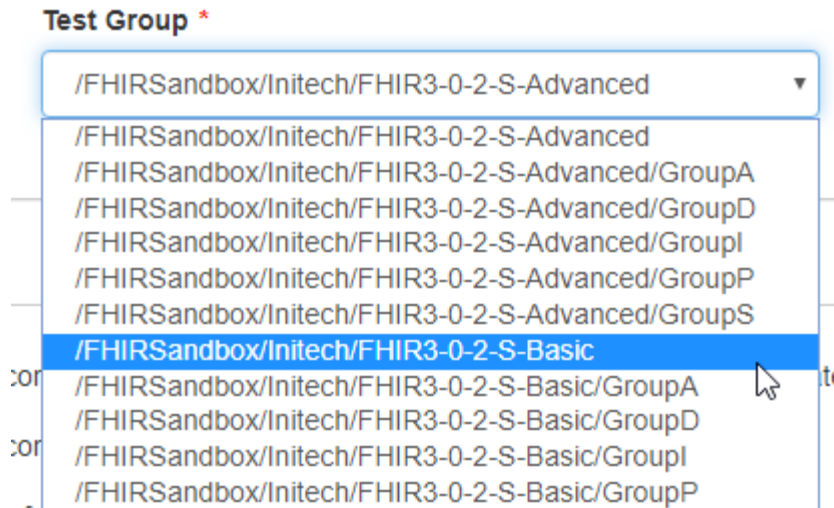 Test Group *
/FHIRSandbox/Initech/FHIR3-0-2-S-Advanced
/FHIRSandbox/Initech/FHIR3-0-2-S-Advanced
/FHIRSandbox/Initech/FHIR3-0-2-S-Advanced/GroupA
/FHIRSandbox/Initech/FHIR3-0-2-S-Advanced/GroupD
/FHIRSandbox/Initech/FHIR3-0-2-S-Advanced/GroupI
/FHIRSandbox/Initech/FHIR3-0-2-S-Advanced/GroupP
/FHIRSandbox/Initech/FHIR3-0-2-S-Advanced/GroupS
/FHIRSandbox/Initech/FHIR3-0-2-S-Basic
/FHIRSandbox/Initech/FHIR3-0-2-S-Basic/GroupA
/FHIRSandbox/Initech/FHIR3-0-2-S-Basic/GroupD
/FHIRSandbox/Initech/FHIR3-0-2-S-Basic/GroupI
/FHIRSandbox/Initech/FHIR3-0-2-S-Basic/GroupP